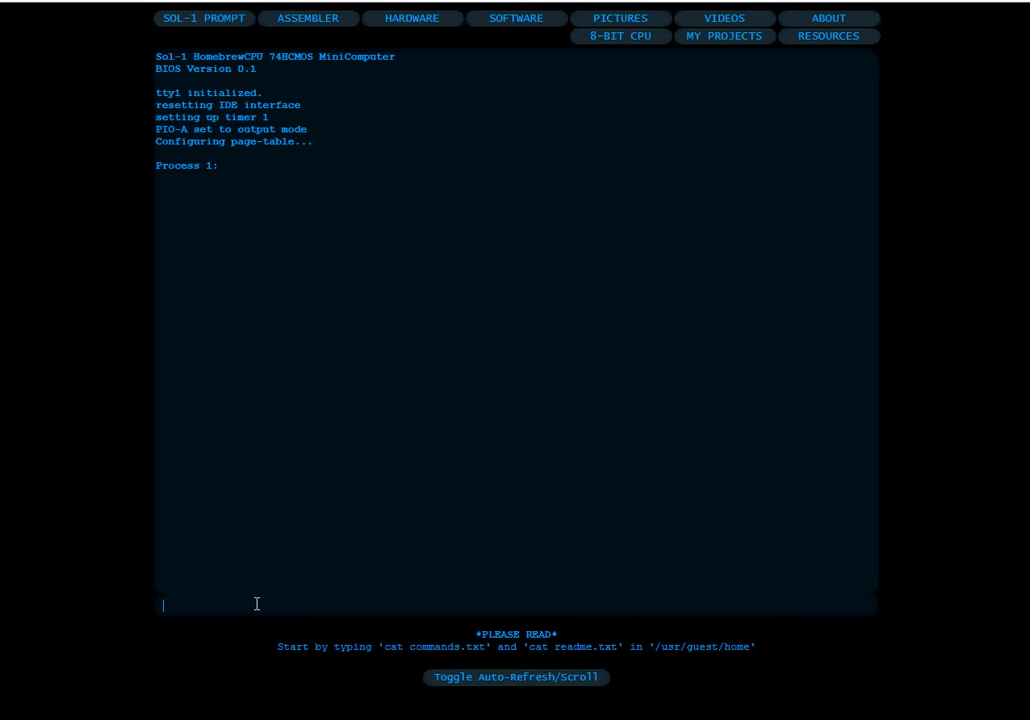 SOL-1 PROMPT ASSEMBLER HARDWARE SOFTWARE PICTURES VIDEOS ABOUT
8-BIT CPU MY PROJECTS RESOURCES
Sol-1 HomebrewCPU 74HCMOS MiniComputer
BIOS Version 0.1
tty1 initialized.
resetting IDE interface
setting up timer 1
PIO-A set to output mode
Configuring page-table...
Process 1:
*PLEASE READ*
Start by typing 'cat commands.txt' and 'cat readme.txt' in '/usr/guest/home'
Toggle Auto-Refresh/Scroll